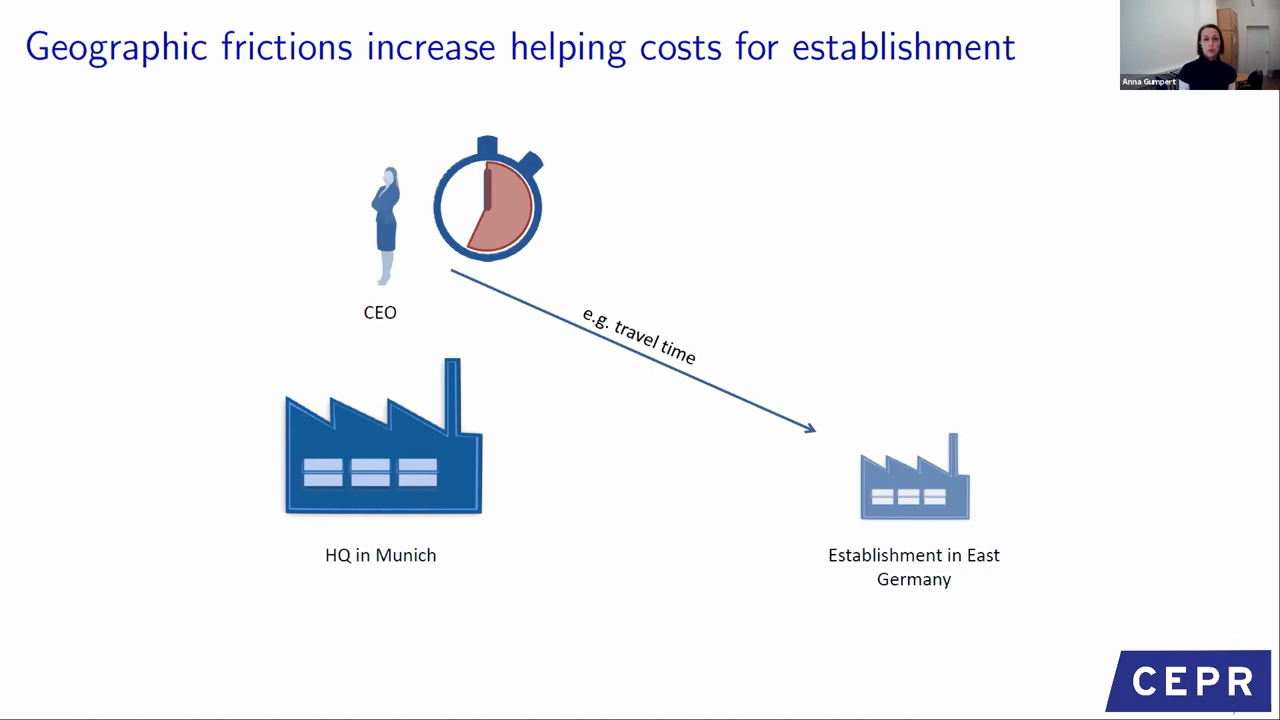 Geographic frictions increase helping costs for establishment
Anna Gumpert
CEO
e.g. travel time
HQ in Munich
Establishment in East
Germany
CEPR